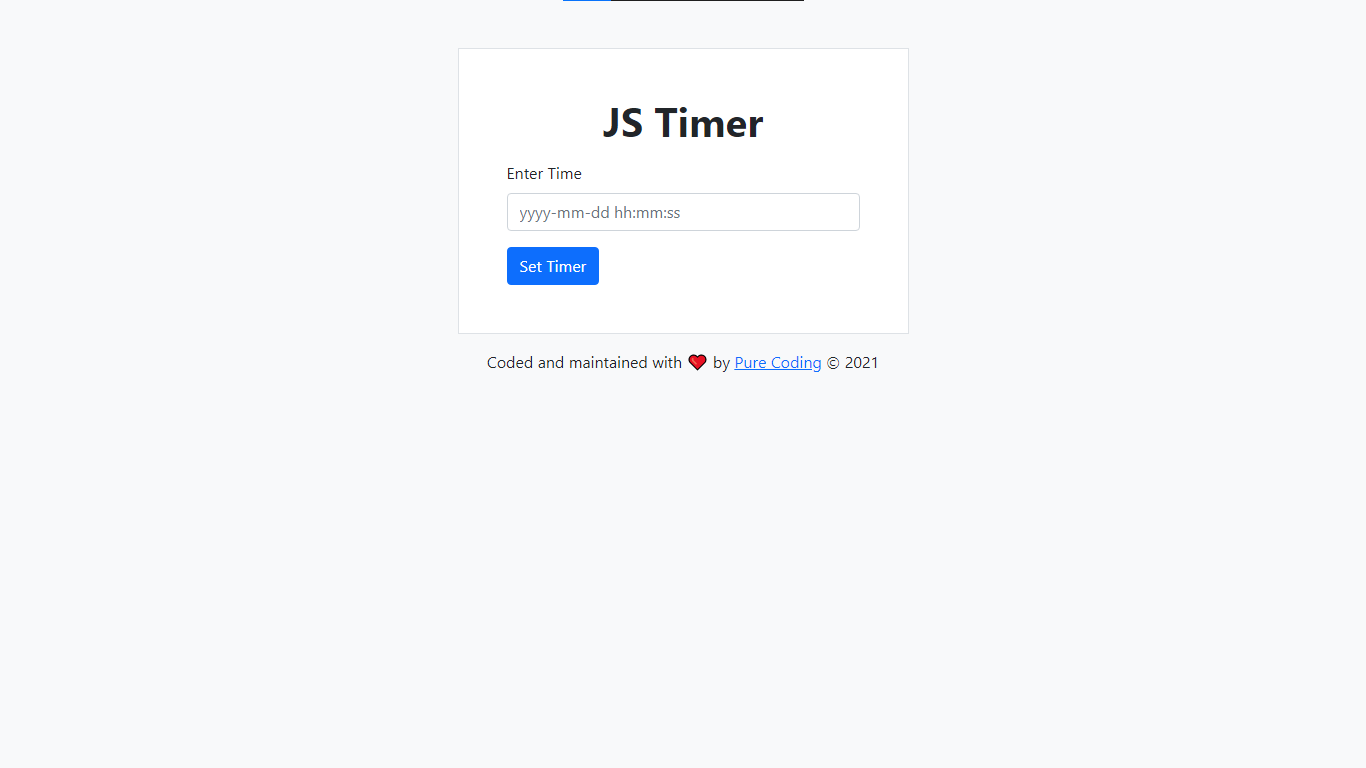 JS Timer
Enter Time
yyyy-mm-dd hh:mm:ss
Set Timer
Coded and maintained with ❤️ by Pure Coding © 2021